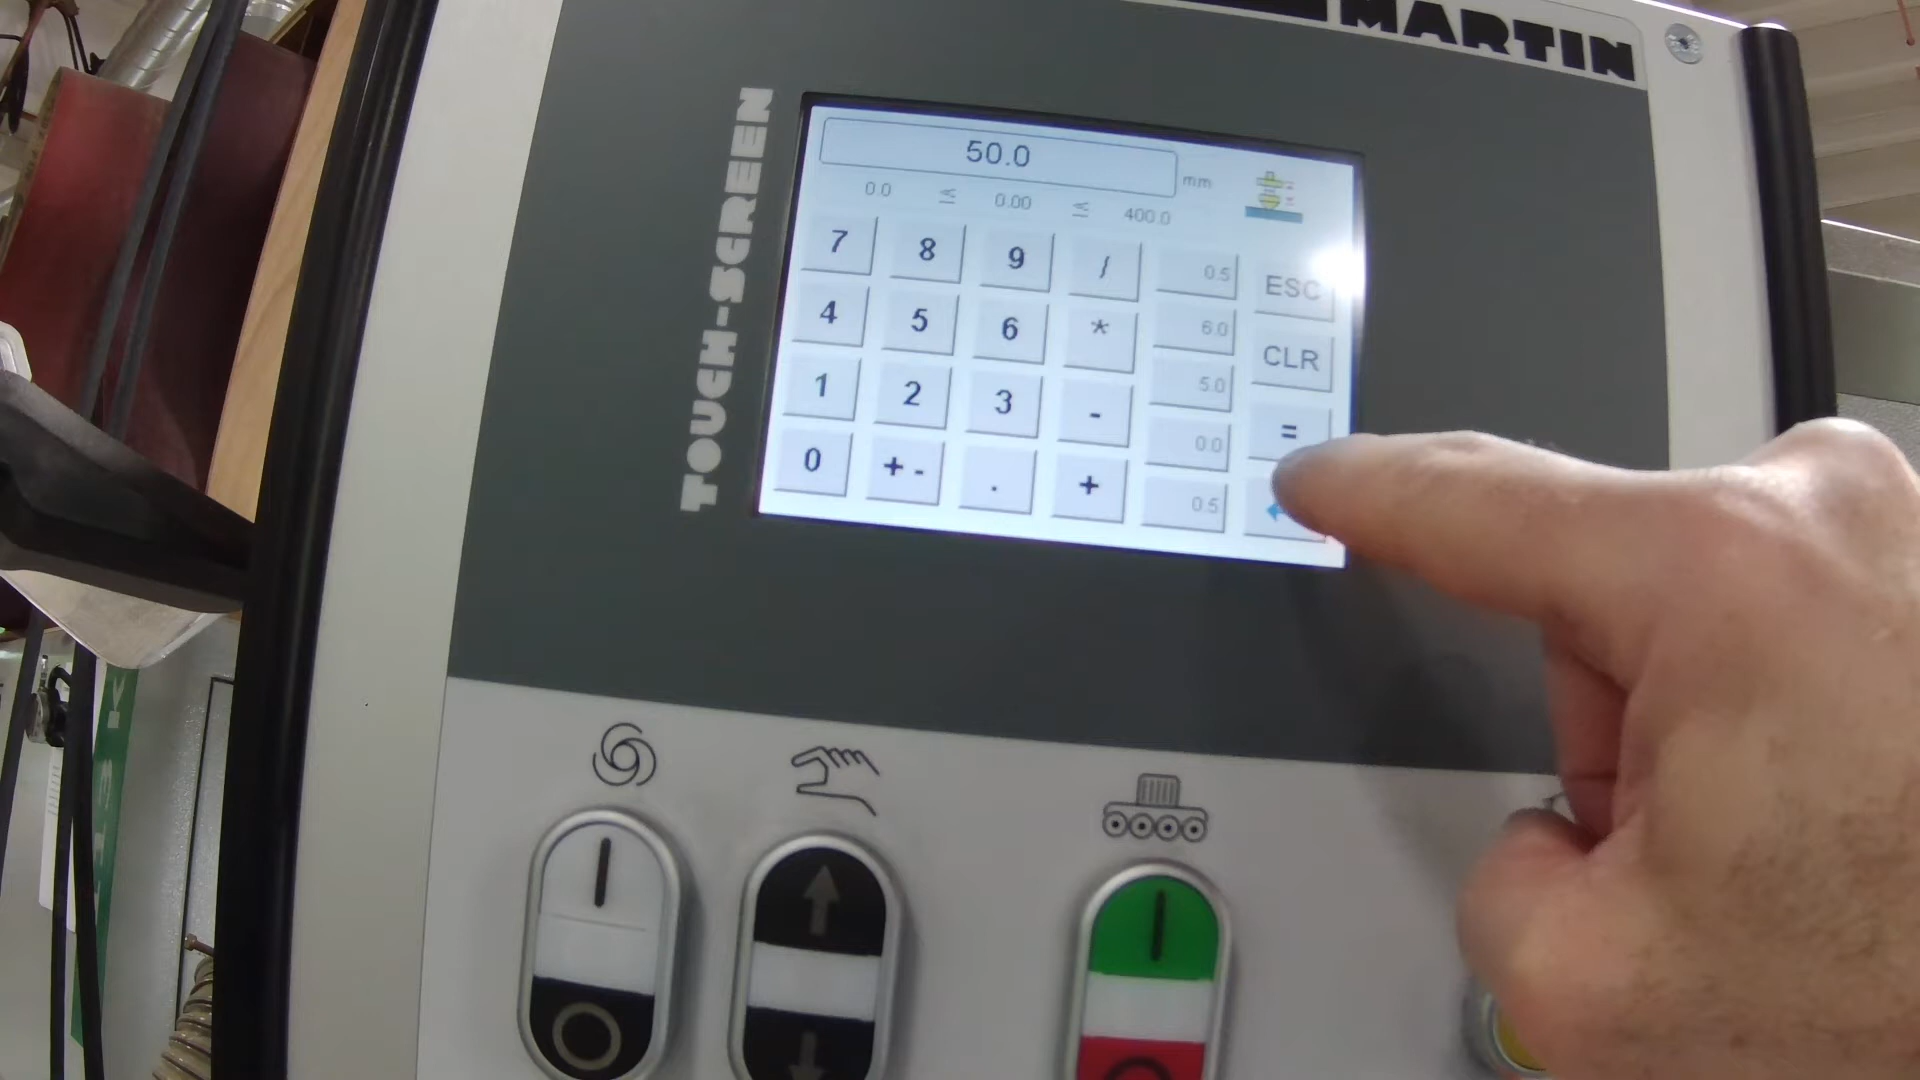 MARTIN
TOUCH-SCREEN
50.0
mm
0.0 ≤ 0.00 ≤ 400.0
7 8 9 / 0.5 ESC
4 5 6 * 6.0 CLR
1 2 3 - 5.0 =
0 + - . + 0.0
0.5